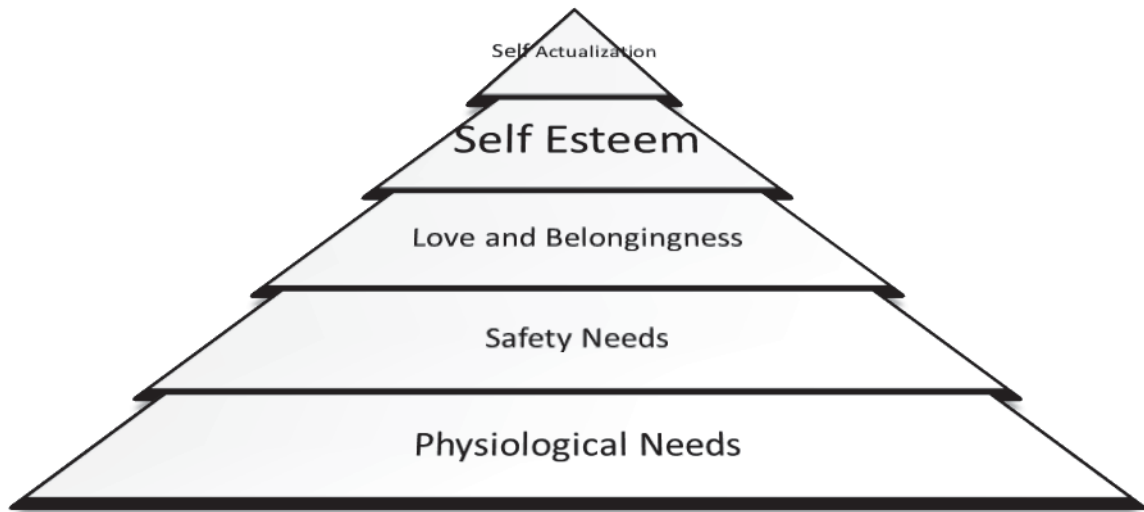 Self Actualization
Self Esteem
Love and Belongingness
Safety Needs
Physiological Needs